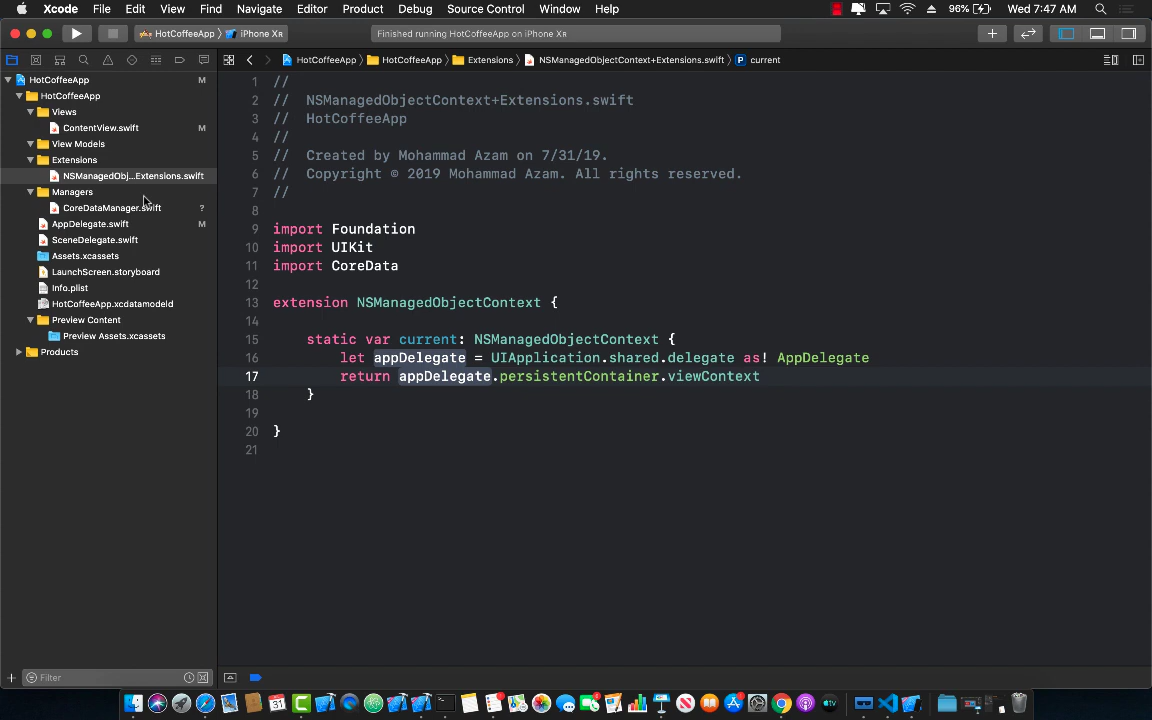 Xcode File Edit View Find Navigate Editor Product Debug Source Control Window Help 96% Wed 7:47 AM
HotCoffeeApp iPhone Xʀ Finished running HotCoffeeApp on iPhone Xʀ
HotCoffeeApp HotCoffeeApp Extensions NSManagedObjectContext+Extensions.swift P current
HotCoffeeApp M
HotCoffeeApp
Views
ContentView.swift M
View Models
Extensions
NSManagedObj...Extensions.swift
Managers
CoreDataManager.swift ?
AppDelegate.swift M
SceneDelegate.swift
Assets.xcassets
LaunchScreen.storyboard
Info.plist
HotCoffeeApp.xcdatamodeld
Preview Content
Preview Assets.xcassets
Products
Filter
1 //
2 //  NSManagedObjectContext+Extensions.swift
3 //  HotCoffeeApp
4 //
5 //  Created by Mohammad Azam on 7/31/19.
6 //  Copyright © 2019 Mohammad Azam. All rights reserved.
7 //
8
9 import Foundation
10 import UIKit
11 import CoreData
12
13 extension NSManagedObjectContext {
14
15     static var current: NSManagedObjectContext {
16         let appDelegate = UIApplication.shared.delegate as! AppDelegate
17         return appDelegate.persistentContainer.viewContext
18     }
19
20 }
21